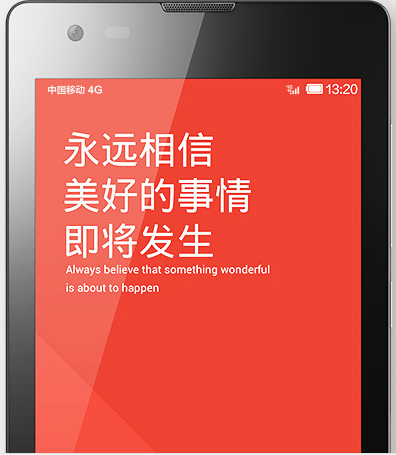 中国移动 4G 13:20
永远相信
美好的事情
即将发生
Always believe that something wonderful
is about to happen